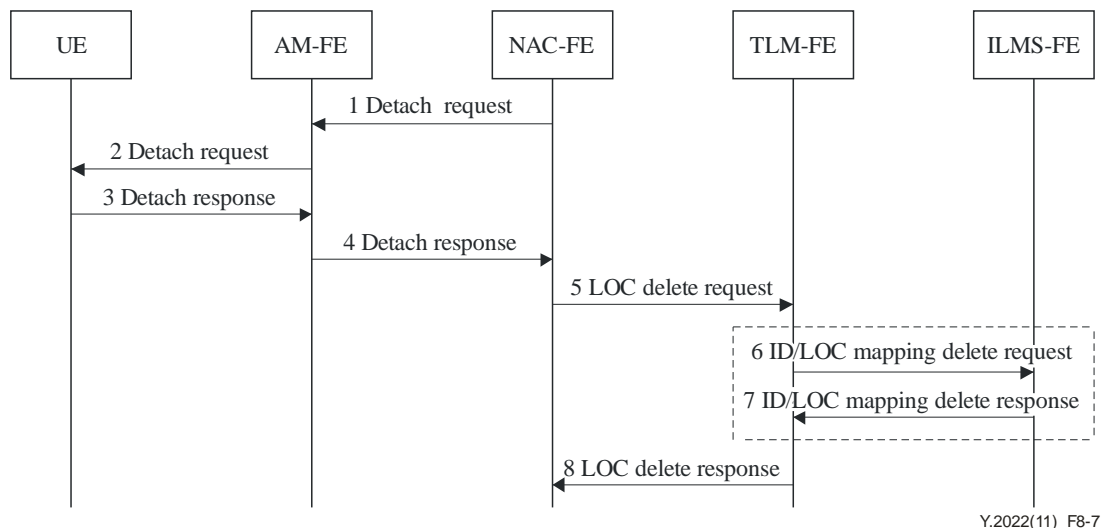 UE AM-FE NAC-FE TLM-FE ILMS-FE
1 Detach request
2 Detach request
3 Detach response
4 Detach response
5 LOC delete request
6 ID/LOC mapping delete request
7 ID/LOC mapping delete response
8 LOC delete response
Y.2022(11)_F8-7